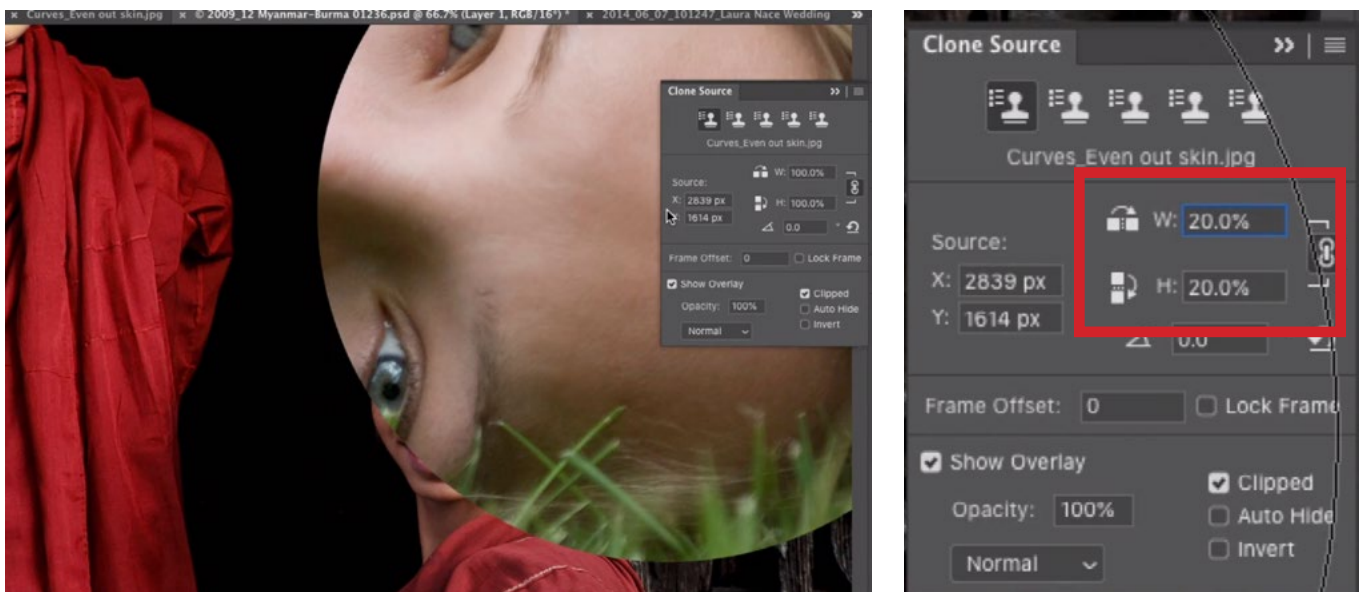 × Curves_Even out skin.jpg × © 2009_12 Myanmar-Burma 01236.psd @ 66.7% (Layer 1, RGB/16*) * × 2014_06_07_101247_Laura Nace Wedding >>
Clone Source >>
Curves_Even out skin.jpg
W: 100.0%
Source:
X: 2839 px
H: 100.0%
1614 px
0.0 °
Frame Offset: 0 Lock Frame
Show Overlay
Clipped
Opacity: 100%
Auto Hide
Normal
Invert
Clone Source >>
Curves_Even out skin.jpg
W: 20.0%
Source:
X: 2839 px
H: 20.0%
Y: 1614 px
0.0
Frame Offset: 0 Lock Frame
Show Overlay
Clipped
Opacity: 100%
Auto Hide
Normal
Invert